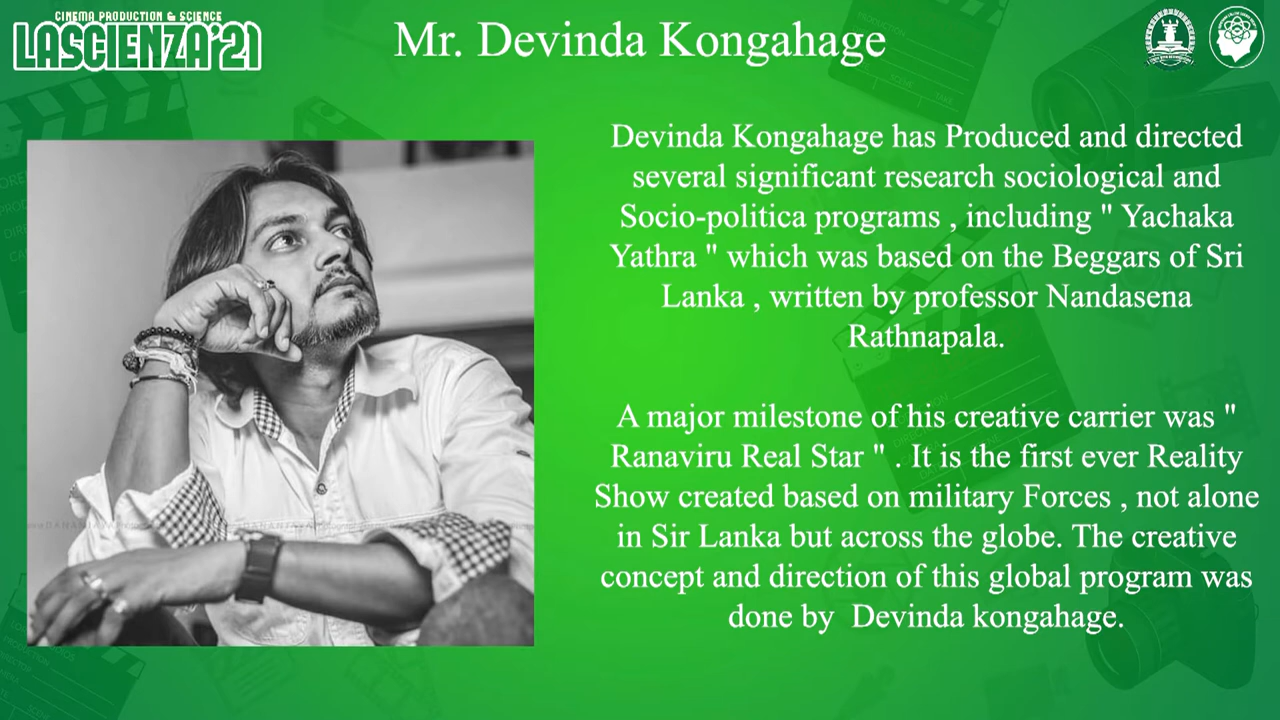 CINEMA PRODUCTION & SCIENCE
LASCIENZA'21
Mr. Devinda Kongahage
Devinda Kongahage has Produced and directed
several significant research sociological and
Socio-politica programs , including " Yachaka
Yathra " which was based on the Beggars of Sri
Lanka , written by professor Nandasena
Rathnapala.
A major milestone of his creative carrier was "
Ranaviru Real Star " . It is the first ever Reality
Show created based on military Forces , not alone
in Sir Lanka but across the globe. The creative
concept and direction of this global program was
done by  Devinda kongahage.